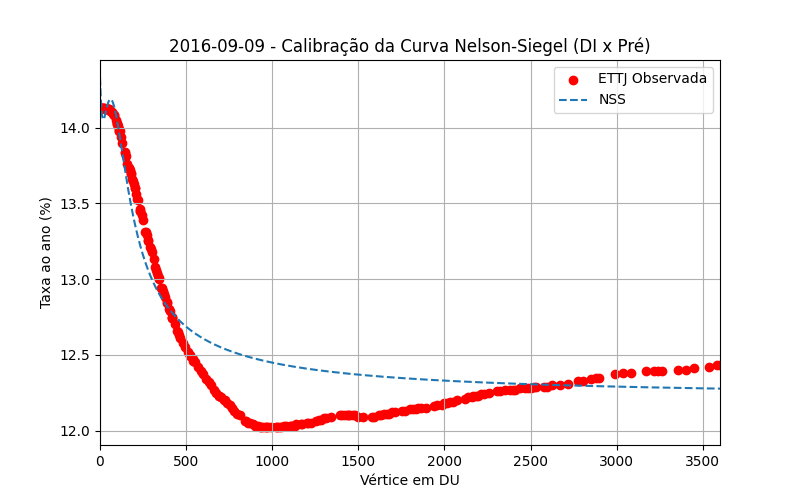 2016-09-09 - Calibração da Curva Nelson-Siegel (DI x Pré)
ETTJ Observada
NSS
Taxa ao ano (%)
14.0
13.5
13.0
12.5
12.0
0 500 1000 1500 2000 2500 3000 3500
Vértice em DU